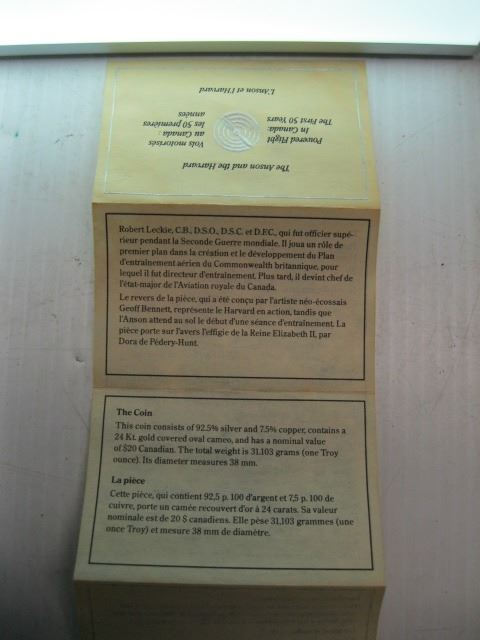 The Anson and the Harvard
Powered Flight
In Canada:
The First 50 Years
Vols motorisés
au Canada :
les 50 premières
années
L'Anson et l'Harvard
Robert Leckie, C.B., D.S.O., D.S.C. et D.F.C., qui fut officier supé-
rieur pendant la Seconde Guerre mondiale. Il joua un rôle de
premier plan dans la création et le développement du Plan
d'entraînement aérien du Commonwealth britannique, pour
lequel il fut directeur d'entraînement. Plus tard, il devint chef de
l'état-major de l'Aviation royale du Canada.
Le revers de la pièce, qui a été conçu par l'artiste néo-écossais
Geoff Bennett, représente le Harvard en action, tandis que
l'Anson attend au sol le début d'une séance d'entraînement. La
pièce porte sur l'avers l'effigie de la Reine Elizabeth II, par
Dora de Pédery-Hunt.
The Coin
This coin consists of 92.5% silver and 7.5% copper, contains a
24 Kt. gold covered oval cameo, and has a nominal value
of $20 Canadian. The total weight is 31.103 grams (one Troy
ounce). Its diameter measures 38 mm.
La pièce
Cette pièce, qui contient 92,5 p. 100 d'argent et 7,5 p. 100 de
cuivre, porte un camée recouvert d'or à 24 carats. Sa valeur
nominale est de 20 $ canadiens. Elle pèse 31,103 grammes (une
once Troy) et mesure 38 mm de diamètre.